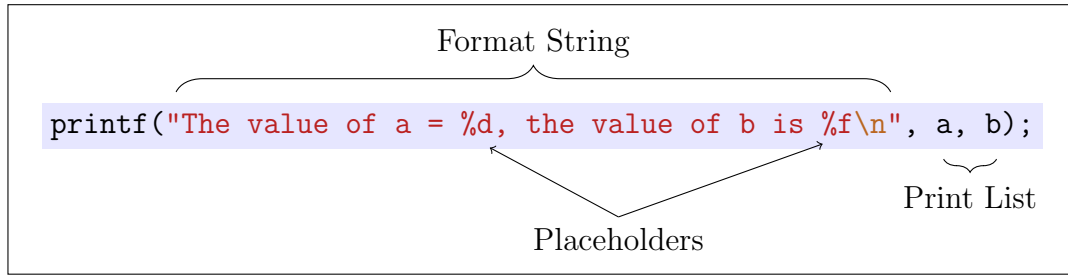 Format String
printf("The value of a = %d, the value of b is %f\n", a, b);
Print List
Placeholders